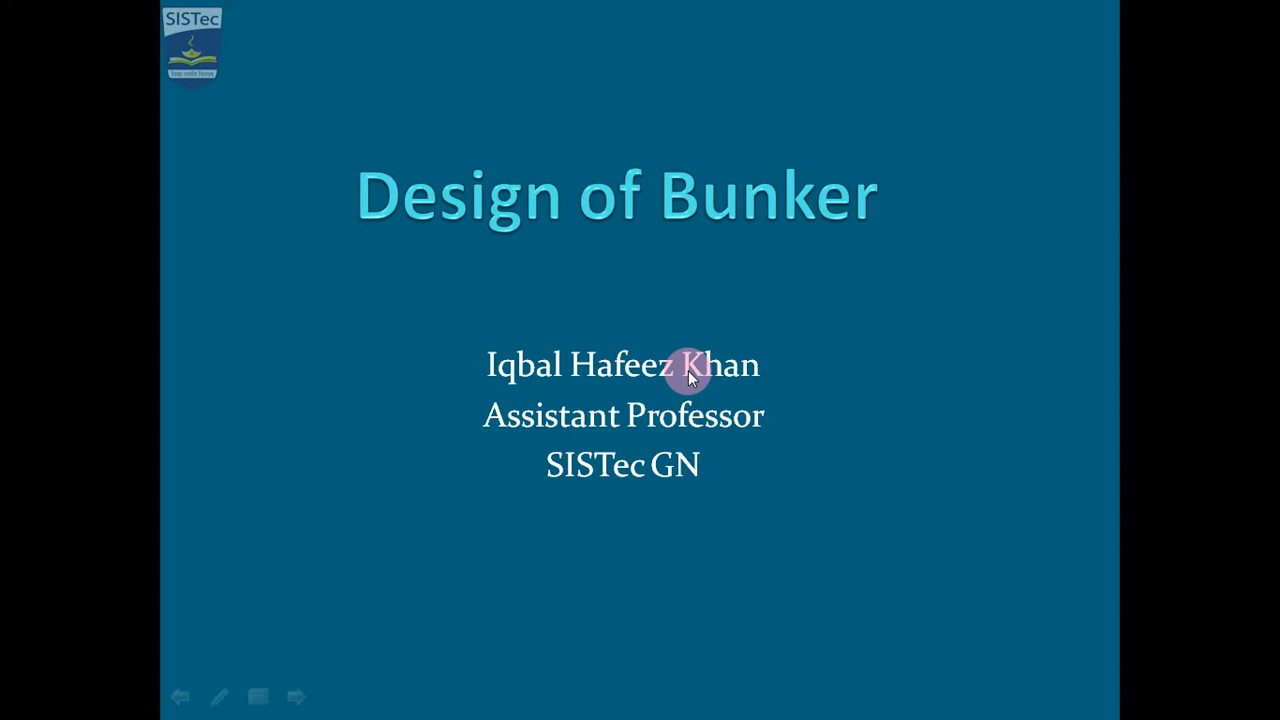 SISTec
Design of Bunker
Iqbal Hafeez Khan
Assistant Professor
SISTec GN